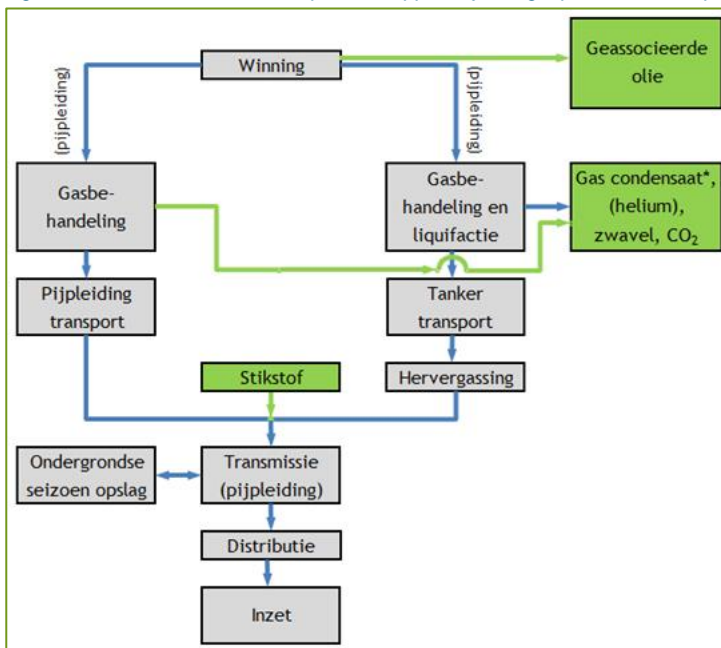 Winning
Geassocieerde
olie
(pijpleiding)
(pijpleiding)
Gasbe-
handeling
Gasbe-
handeling en
liquifactie
Gas condensaat*,
(helium),
zwavel, CO₂
Pijpleiding
transport
Tanker
transport
Stikstof
Hervergassing
Ondergrondse
seizoen opslag
Transmissie
(pijpleiding)
Distributie
Inzet